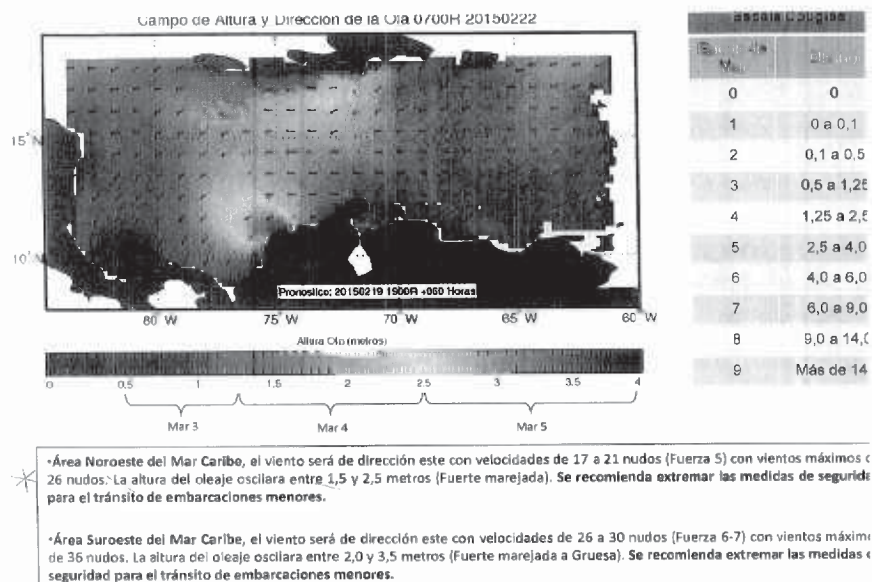 Campo de Altura y Dirección de la Ola 0700R 20150222
15°N
10°N
Pronostico: 20150219 1900R +060 Horas
80°W 75°W 70°W 65°W 60°W
Altura Ola (metros)
0 0.5 1 1.5 2 2.5 3 3.5 4
Mar 3 Mar 4 Mar 5
Escala Douglas
Mar
0 0
1 0 a 0,1
2 0,1 a 0,5
3 0,5 a 1,25
4 1,25 a 2,5
5 2,5 a 4,0
6 4,0 a 6,0
7 6,0 a 9,0
8 9,0 a 14,0
9 Más de 14
•Área Noroeste del Mar Caribe, el viento será de dirección este con velocidades de 17 a 21 nudos (Fuerza 5) con vientos máximos
26 nudos. La altura del oleaje oscilara entre 1,5 y 2,5 metros (Fuerte marejada). Se recomienda extremar las medidas de segurida
para el tránsito de embarcaciones menores.
•Área Suroeste del Mar Caribe, el viento será de dirección este con velocidades de 26 a 30 nudos (Fuerza 6-7) con vientos máxim
de 36 nudos. La altura del oleaje oscilara entre 2,0 y 3,5 metros (Fuerte marejada a Gruesa). Se recomienda extremar las medidas
seguridad para el tránsito de embarcaciones menores.